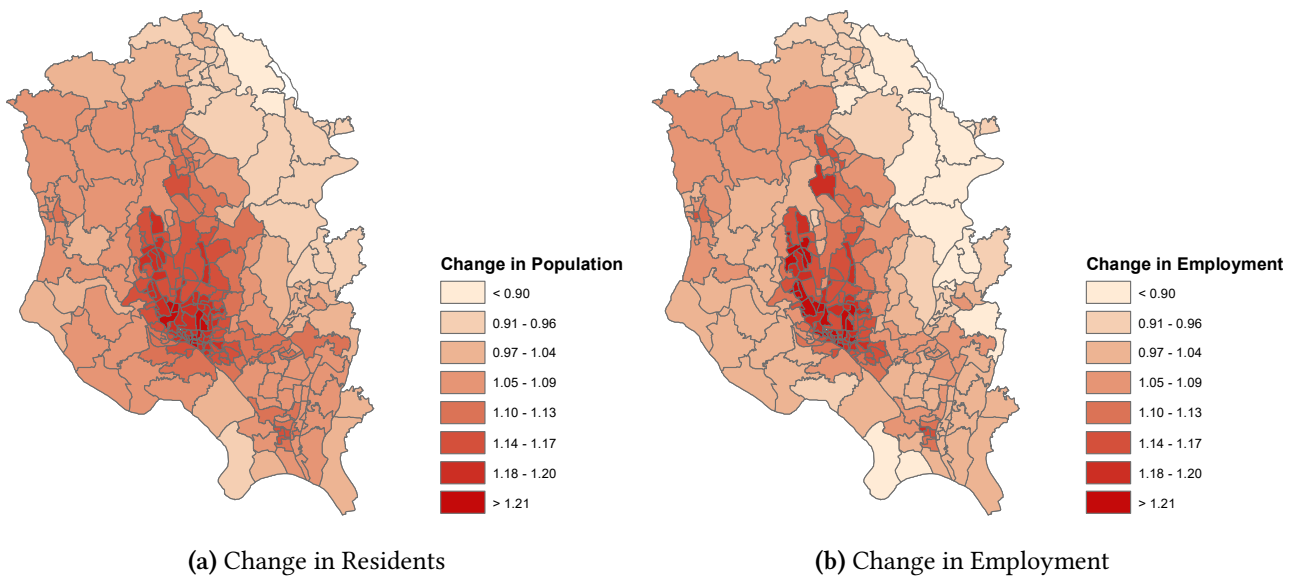 Change in Population
< 0.90
0.91 - 0.96
0.97 - 1.04
1.05 - 1.09
1.10 - 1.13
1.14 - 1.17
1.18 - 1.20
> 1.21
(a) Change in Residents
Change in Employment
< 0.90
0.91 - 0.96
0.97 - 1.04
1.05 - 1.09
1.10 - 1.13
1.14 - 1.17
1.18 - 1.20
> 1.21
(b) Change in Employment